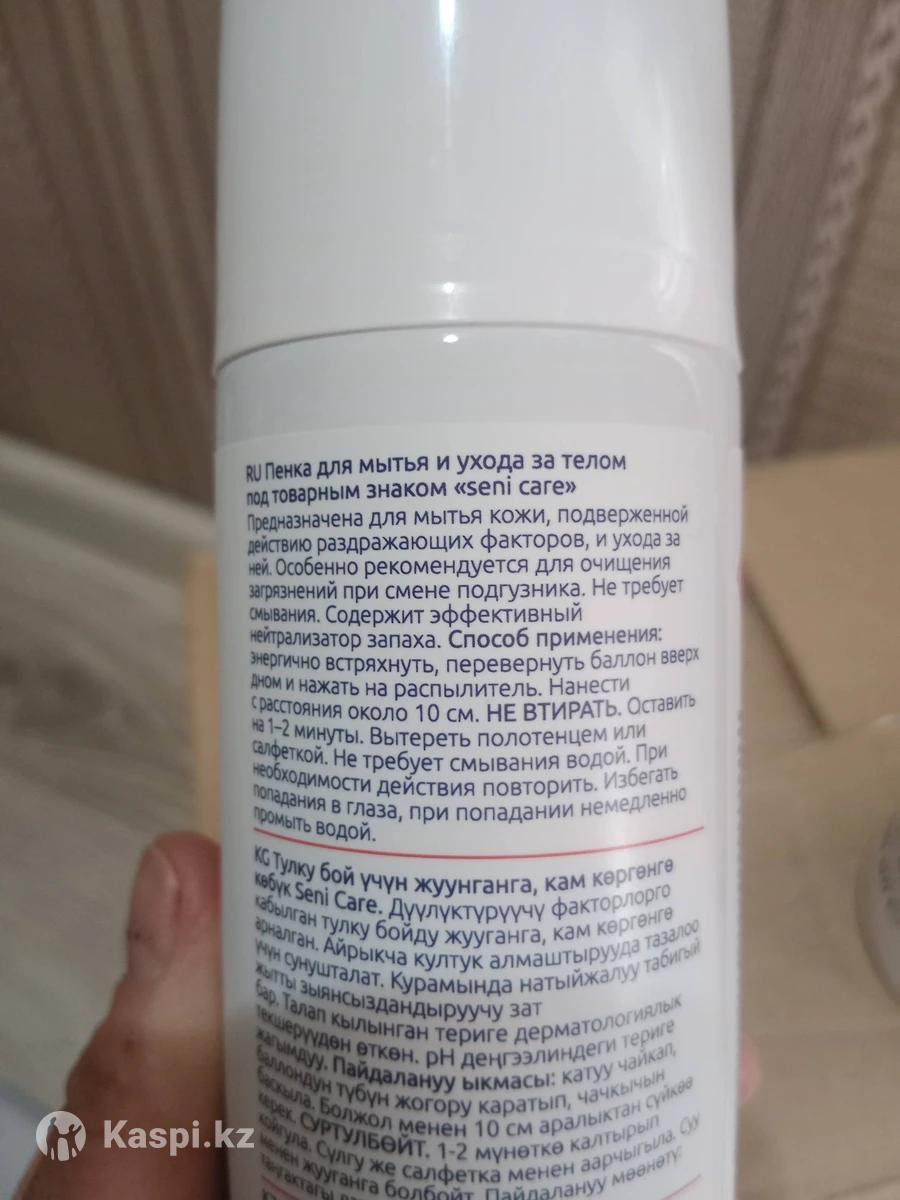 RU Пенка для мытья и ухода за телом
под товарным знаком «seni care»
Предназначена для мытья кожи, подверженной
действию раздражающих факторов, и ухода за
ней. Особенно рекомендуется для очищения
загрязнений при смене подгузника. Не требует
смывания. Содержит эффективный
нейтрализатор запаха. Способ применения:
энергично встряхнуть, перевернуть баллон вверх
дном и нажать на распылитель. Нанести
с расстояния около 10 см. НЕ ВТИРАТЬ. Оставить
на 1–2 минуты. Вытереть полотенцем или
салфеткой. Не требует смывания водой. При
необходимости действия повторить. Избегать
попадания в глаза, при попадании немедленно
промыть водой.
KG Тулку бой үчүн жуунганга, кам көргөнгө
көбүк Seni Care. Дүүлүктүрүүчү факторлорго
кабылган тулку бойду жууганга, кам көргөнгө
арналган. Айрыкча култук алмаштырууда тазалоо
үчүн сунушталат. Курамында натыйжалуу табигый
жытты зыянсыздандыруучу зат
бар. Талап кылынган териге дерматологиялык
текшерүүдөн өткөн. pH деңгээлиндеги териге
жагымдуу. Пайдалануу ыкмасы: катуу чайкап,
баллондун түбүн жогору каратып, чачкычын
баскыла. Болжол менен 10 см аралыктан сүйкөө
керек. СУРТУЛБӨЙТ. 1-2 мүнөткө калтырып
койгула. Сүлгү же салфетка менен аарчыгыла. Суу
менен жууганга болбойт. Пайдалануу мөөнөтү:
Kaspi.kz